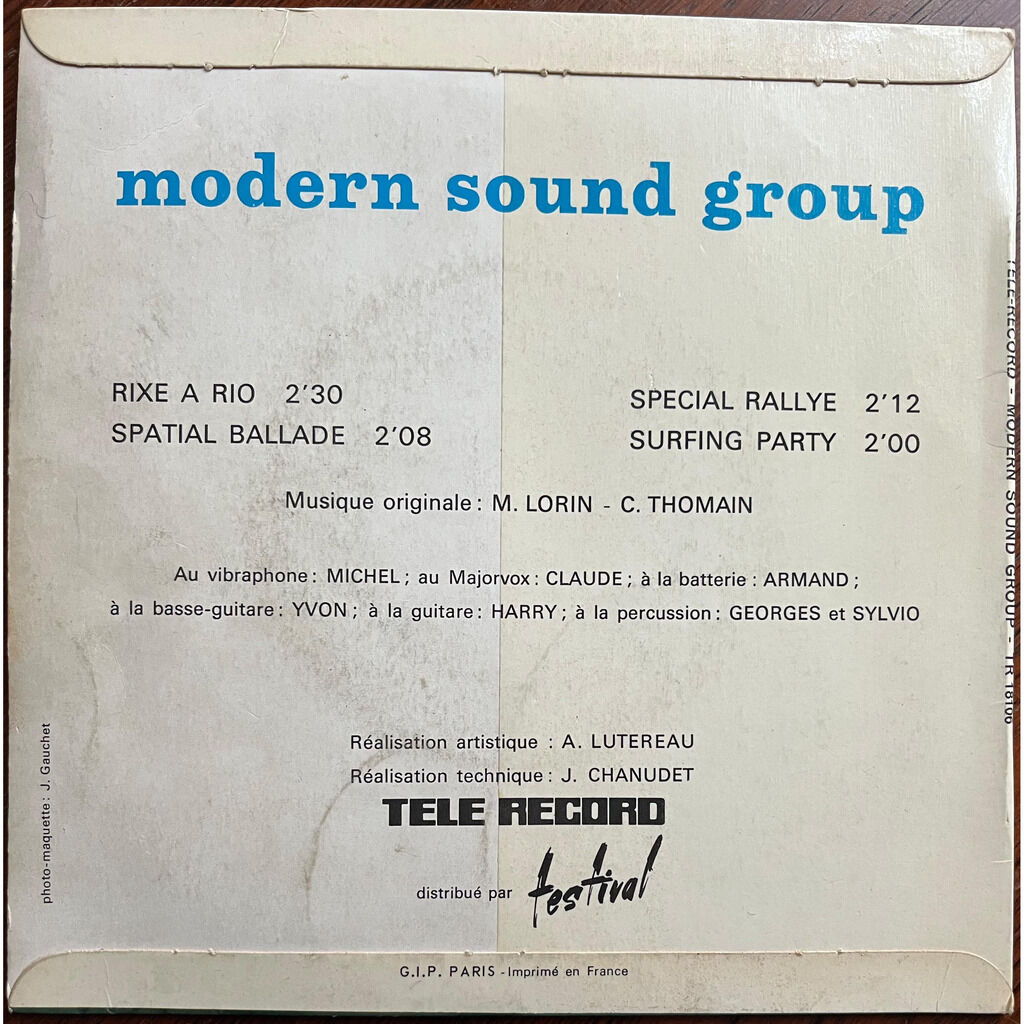 modern sound group
RIXE A RIO 2'30
SPATIAL BALLADE 2'08
SPECIAL RALLYE 2'12
SURFING PARTY 2'00
Musique originale : M. LORIN - C. THOMAIN
Au vibraphone : MICHEL ; au Majorvox : CLAUDE ; à la batterie : ARMAND ;
à la basse-guitare : YVON ; à la guitare : HARRY ; à la percussion : GEORGES et SYLVIO
Réalisation artistique : A. LUTEREAU
Réalisation technique : J. CHANUDET
TELE RECORD
distribué par festival
G.I.P. PARIS - Imprimé en France
photo-maquette : J. Gauchet
TELE-RECORD - MODERN SOUND GROUP - TR 18106